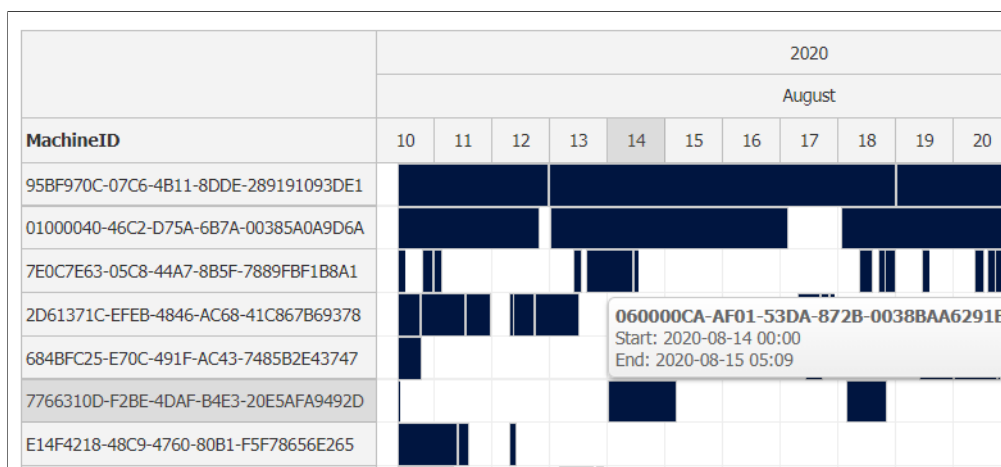 2020
August
MachineID 10 11 12 13 14 15 16 17 18 19 20
95BF970C-07C6-4B11-8DDE-289191093DE1
01000040-46C2-D75A-6B7A-00385A0A9D6A
7E0C7E63-05C8-44A7-8B5F-7889FBF1B8A1
2D61371C-EFEB-4846-AC68-41C867B69378
060000CA-AF01-53DA-872B-0038BAA6291E
Start: 2020-08-14 00:00
End: 2020-08-15 05:09
684BFC25-E70C-491F-AC43-7485B2E43747
7766310D-F2BE-4DAF-B4E3-20E5AFA9492D
E14F4218-48C9-4760-80B1-F5F78656E265